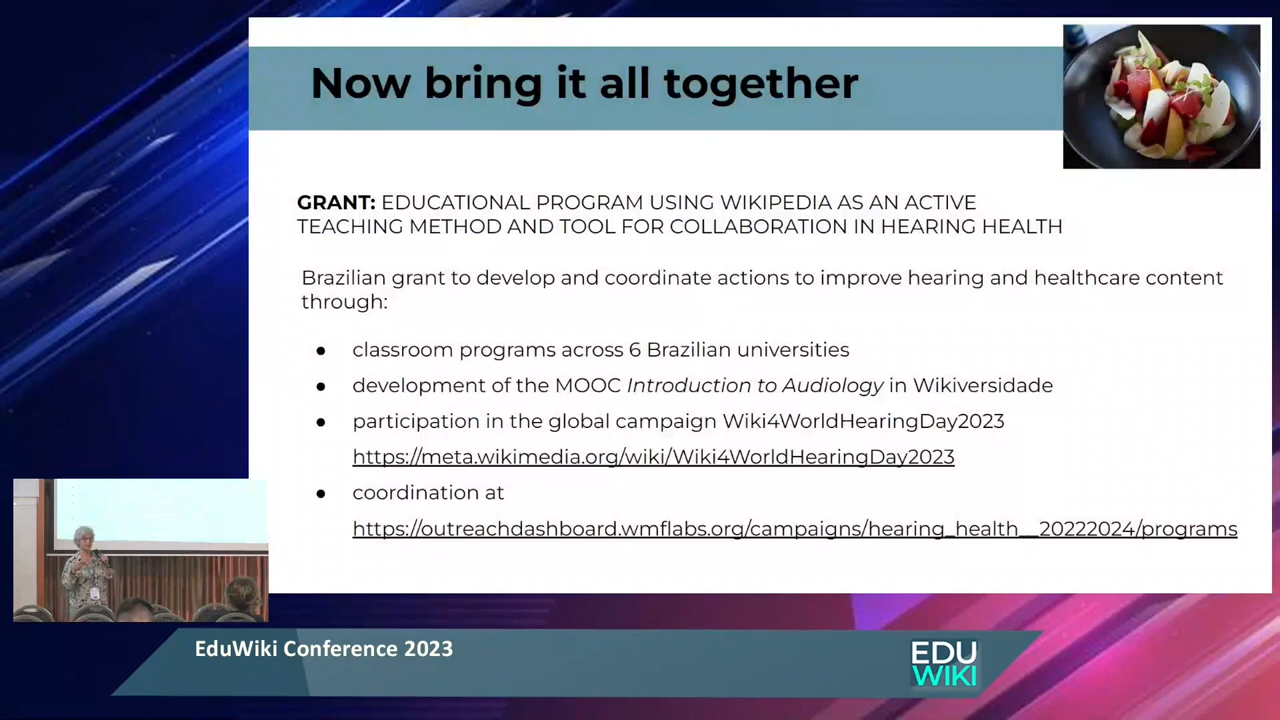 Now bring it all together
GRANT: EDUCATIONAL PROGRAM USING WIKIPEDIA AS AN ACTIVE
TEACHING METHOD AND TOOL FOR COLLABORATION IN HEARING HEALTH
Brazilian grant to develop and coordinate actions to improve hearing and healthcare content
through:
● classroom programs across 6 Brazilian universities
● development of the MOOC Introduction to Audiology in Wikiversidade
● participation in the global campaign Wiki4WorldHearingDay2023
https://meta.wikimedia.org/wiki/Wiki4WorldHearingDay2023
● coordination at
https://outreachdashboard.wmflabs.org/campaigns/hearing_health__20222024/programs
EduWiki Conference 2023
EDU
WIKI